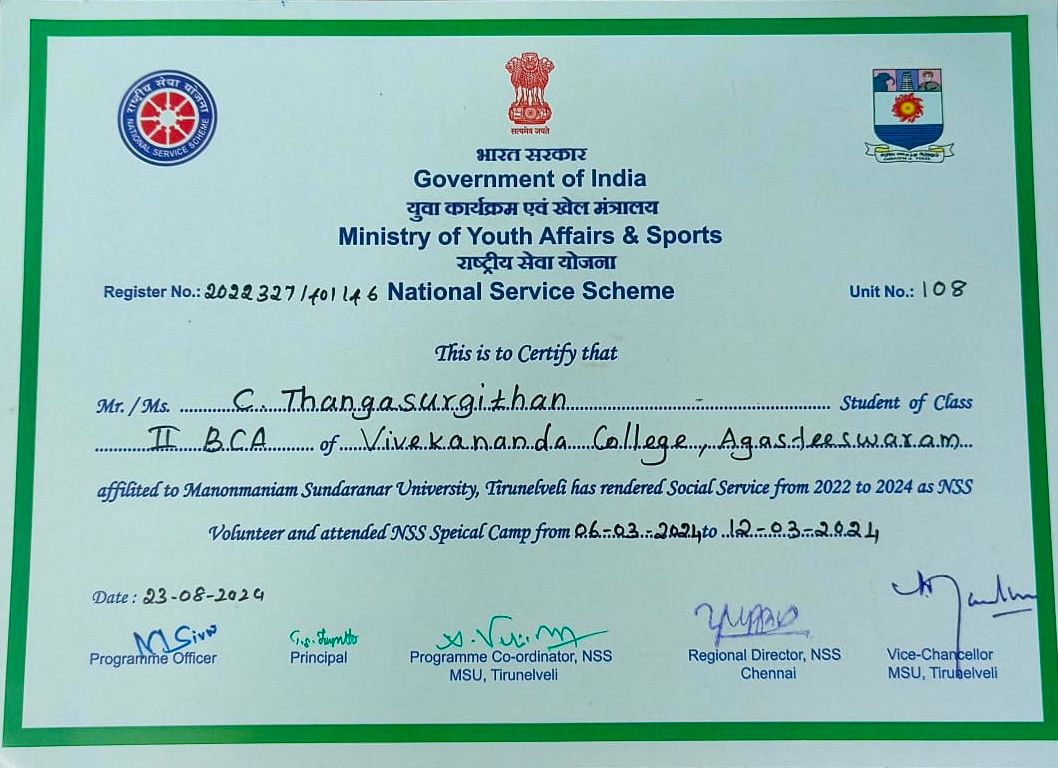 राष्ट्रीय सेवा योजना
NATIONAL SERVICE SCHEME
सत्यमेव जयते
भारत सरकार
Government of India
युवा कार्यक्रम एवं खेल मंत्रालय
Ministry of Youth Affairs & Sports
राष्ट्रीय सेवा योजना
Register No.: 2022327/401146 National Service Scheme Unit No.: 108
This is to Certify that
Mr. / Ms. C. Thangasurgithan Student of Class
II BCA of Vivekananda College, Agasteeswaram
affilited to Manonmaniam Sundaranar University, Tirunelveli has rendered Social Service from 2022 to 2024 as NSS
Volunteer and attended NSS Speical Camp from 06-03-2024 to 12-03-2024
Date : 23-08-2024
Programme Officer Principal Programme Co-ordinator, NSS Regional Director, NSS Vice-Chancellor
MSU, Tirunelveli Chennai MSU, Tirunelveli